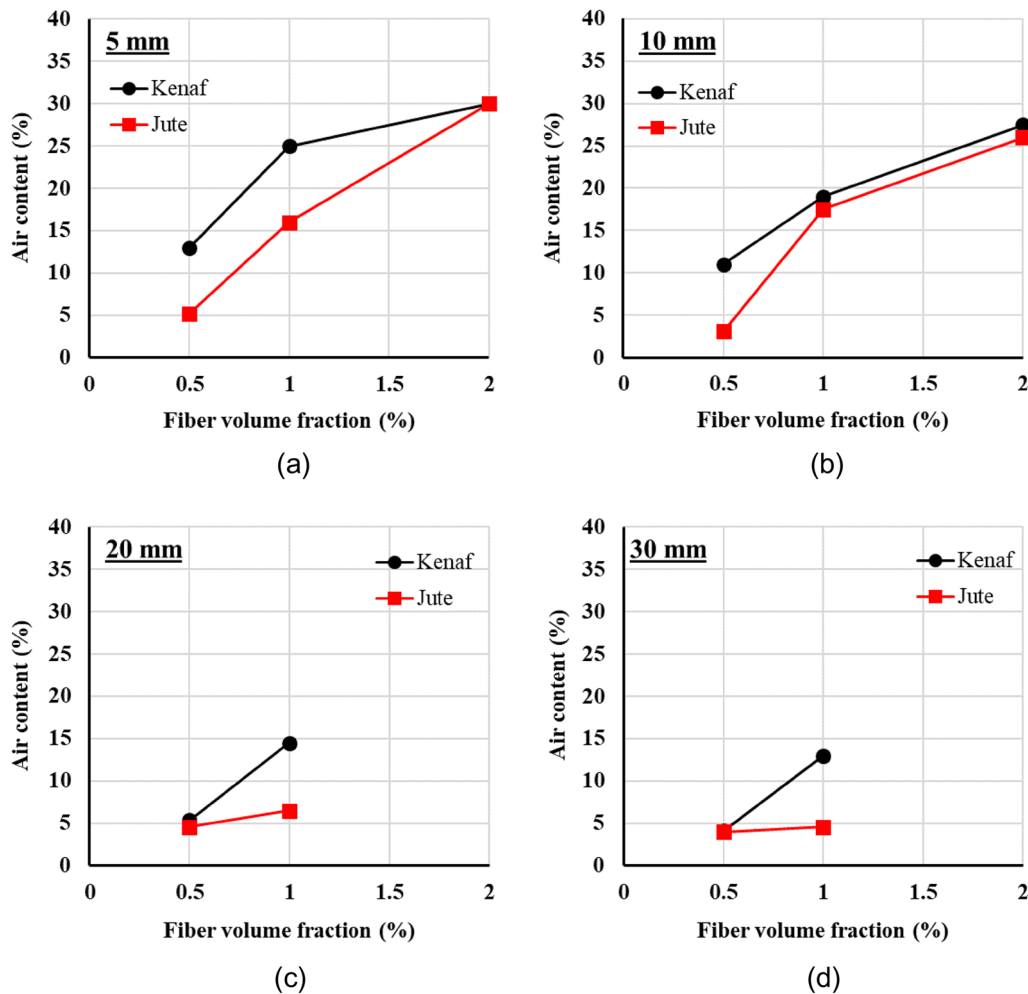 5 mm
Kenaf
Jute
Air content (%)
40
35
30
25
20
15
10
5
0
0 0.5 1 1.5 2
Fiber volume fraction (%)
(a)
10 mm
Kenaf
Jute
Air content (%)
40
35
30
25
20
15
10
5
0
0 0.5 1 1.5 2
Fiber volume fraction (%)
(b)
20 mm
Kenaf
Jute
Air content (%)
40
35
30
25
20
15
10
5
0
0 0.5 1 1.5 2
Fiber volume fraction (%)
(c)
30 mm
Kenaf
Jute
Air content (%)
40
35
30
25
20
15
10
5
0
0 0.5 1 1.5 2
Fiber volume fraction (%)
(d)